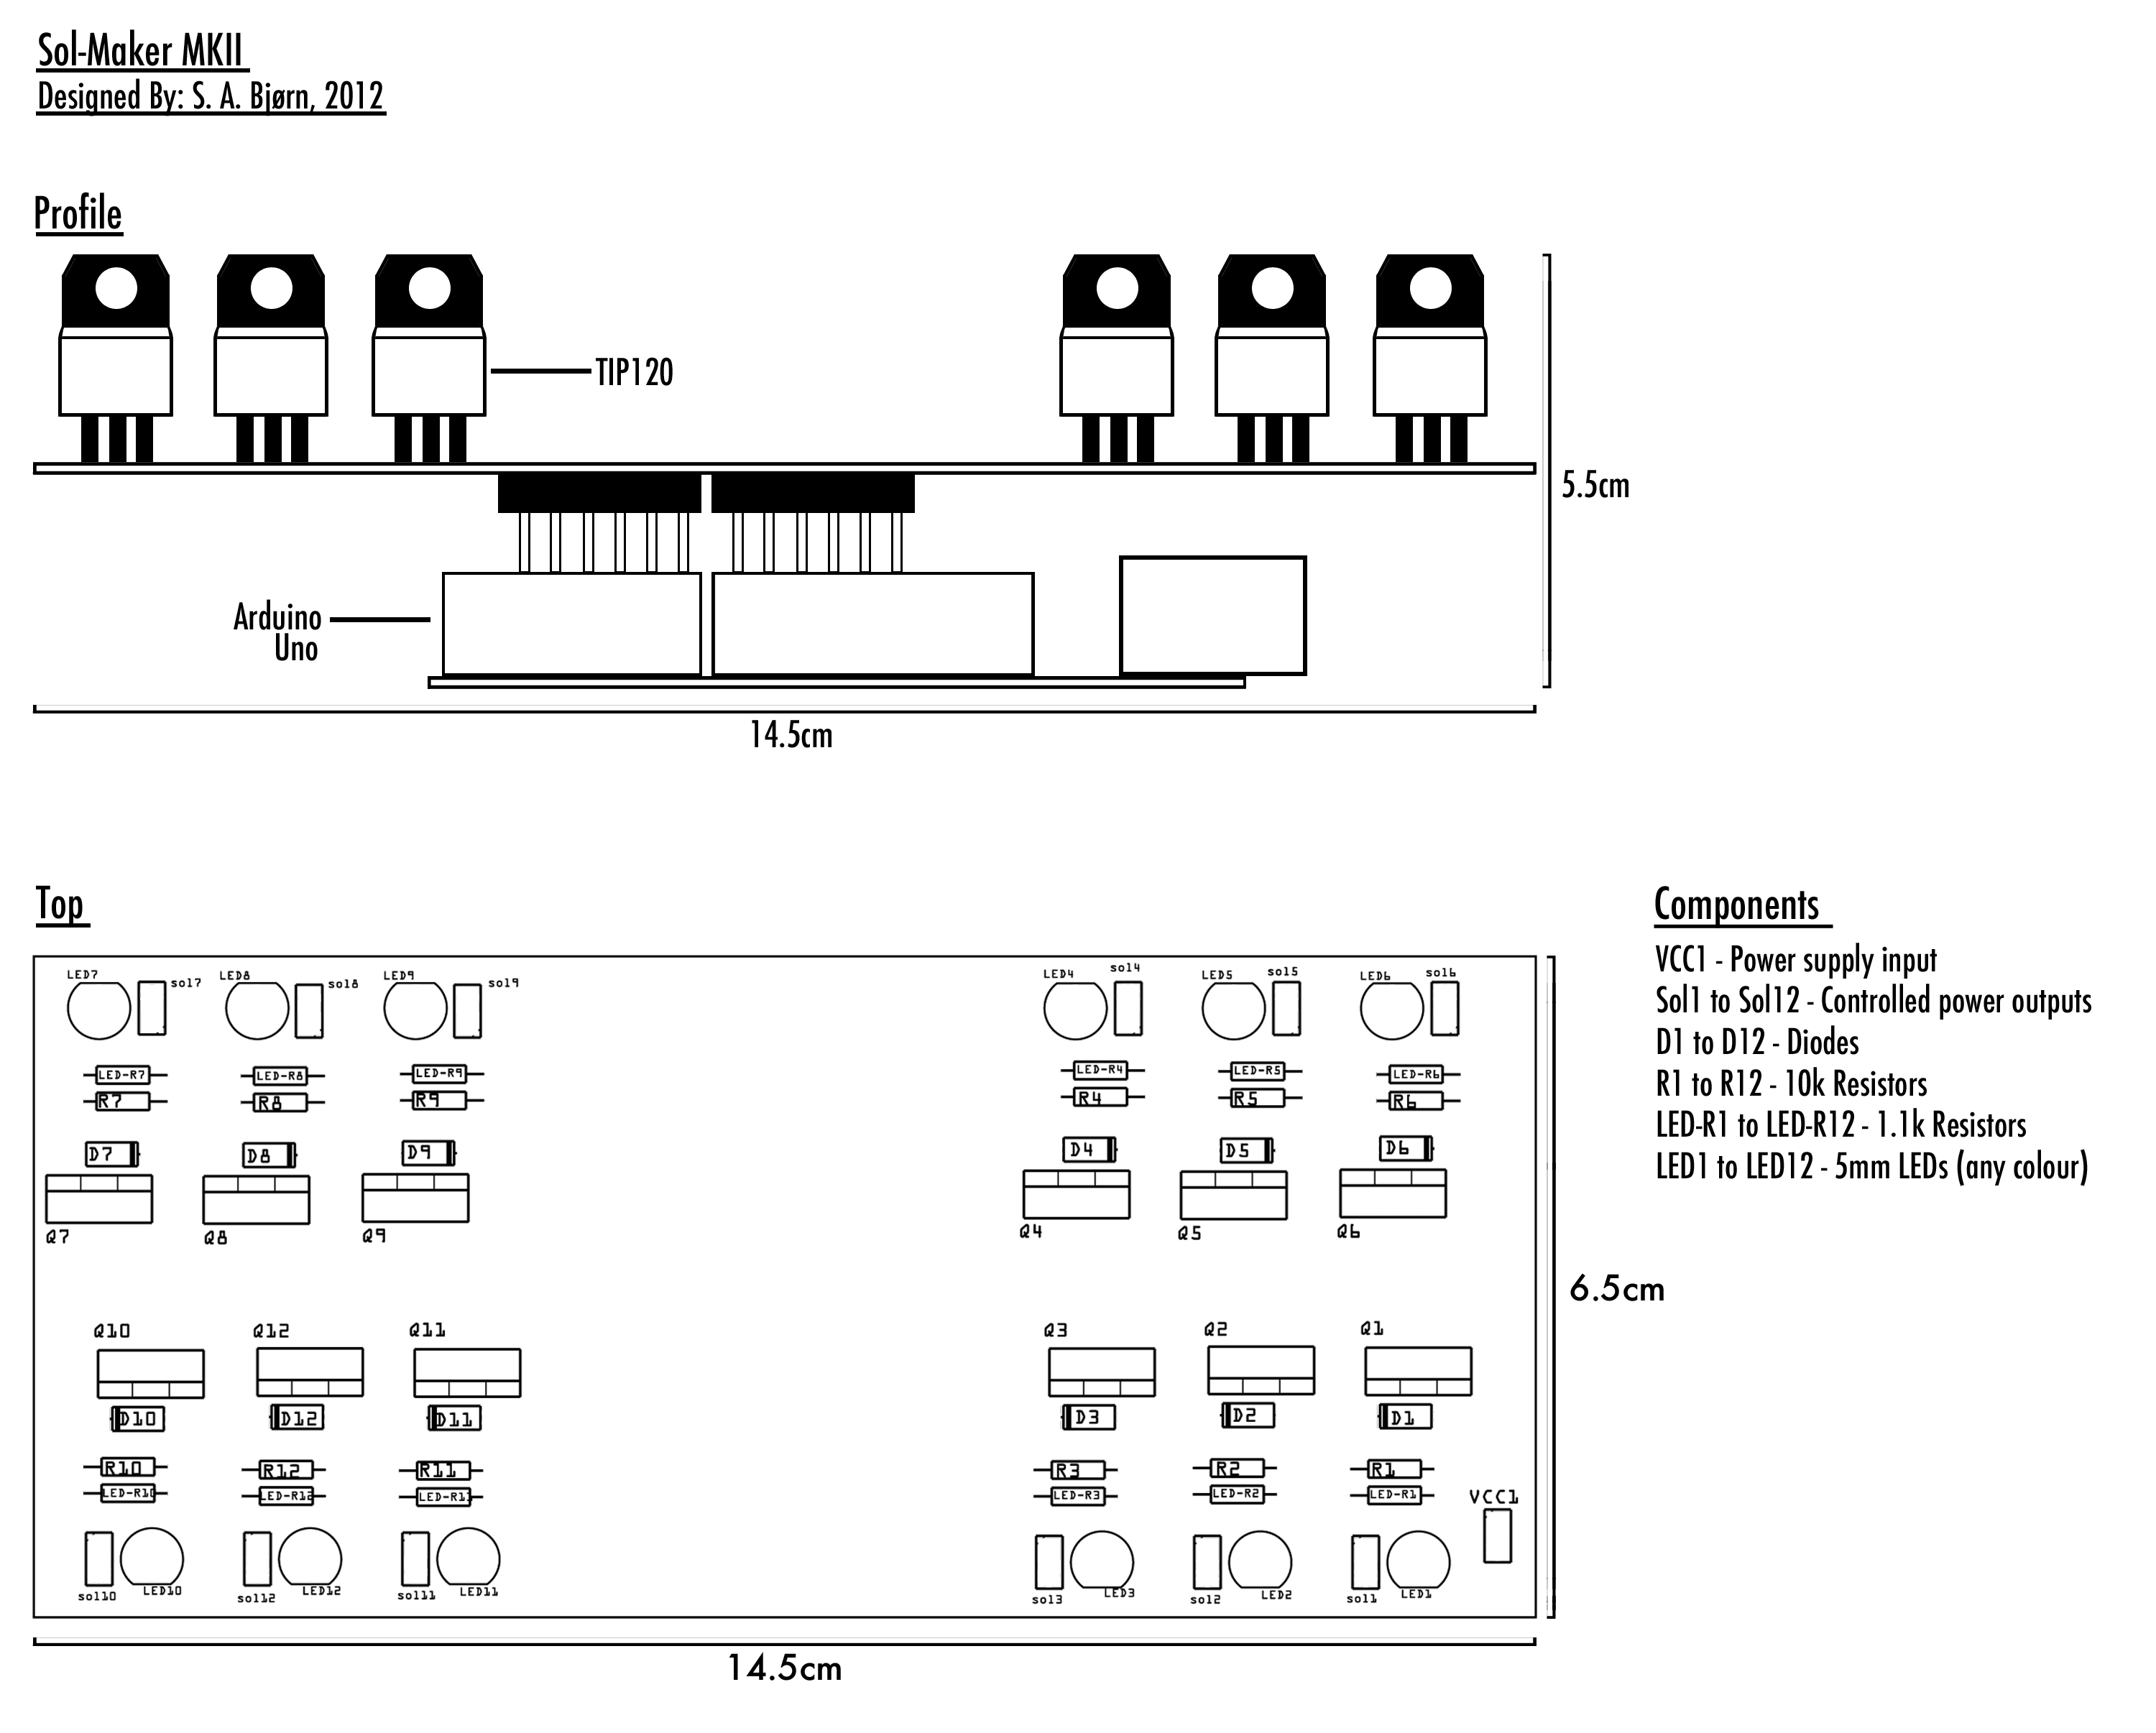 Sol-Maker MKII
Designed By: S. A. Bjørn, 2012
Profile
TIP120
5.5cm
Arduino
Uno
14.5cm
Top
Components
VCC1 - Power supply input
Sol1 to Sol12 - Controlled power outputs
D1 to D12 - Diodes
R1 to R12 - 10k Resistors
LED-R1 to LED-R12 - 1.1k Resistors
LED1 to LED12 - 5mm LEDs (any colour)
LED7 sol7 LED8 sol8 LED9 sol9 LED4 sol4 LED5 sol5 LED6 sol6
LED-R7 LED-R8 LED-R9 LED-R4 LED-R5 LED-R6
R7 R8 R9 R4 R5 R6
D7 D8 D9 D4 D5 D6
Q7 Q8 Q9 Q4 Q5 Q6
6.5cm
Q10 Q12 Q11 Q3 Q2 Q1
D10 D12 D11 D3 D2 D1
R10 R12 R11 R3 R2 R1
LED-R10 LED-R12 LED-R11 LED-R3 LED-R2 LED-R1 VCC1
sol10 LED10 sol12 LED12 sol11 LED11 sol3 LED3 sol2 LED2 sol1 LED1
14.5cm